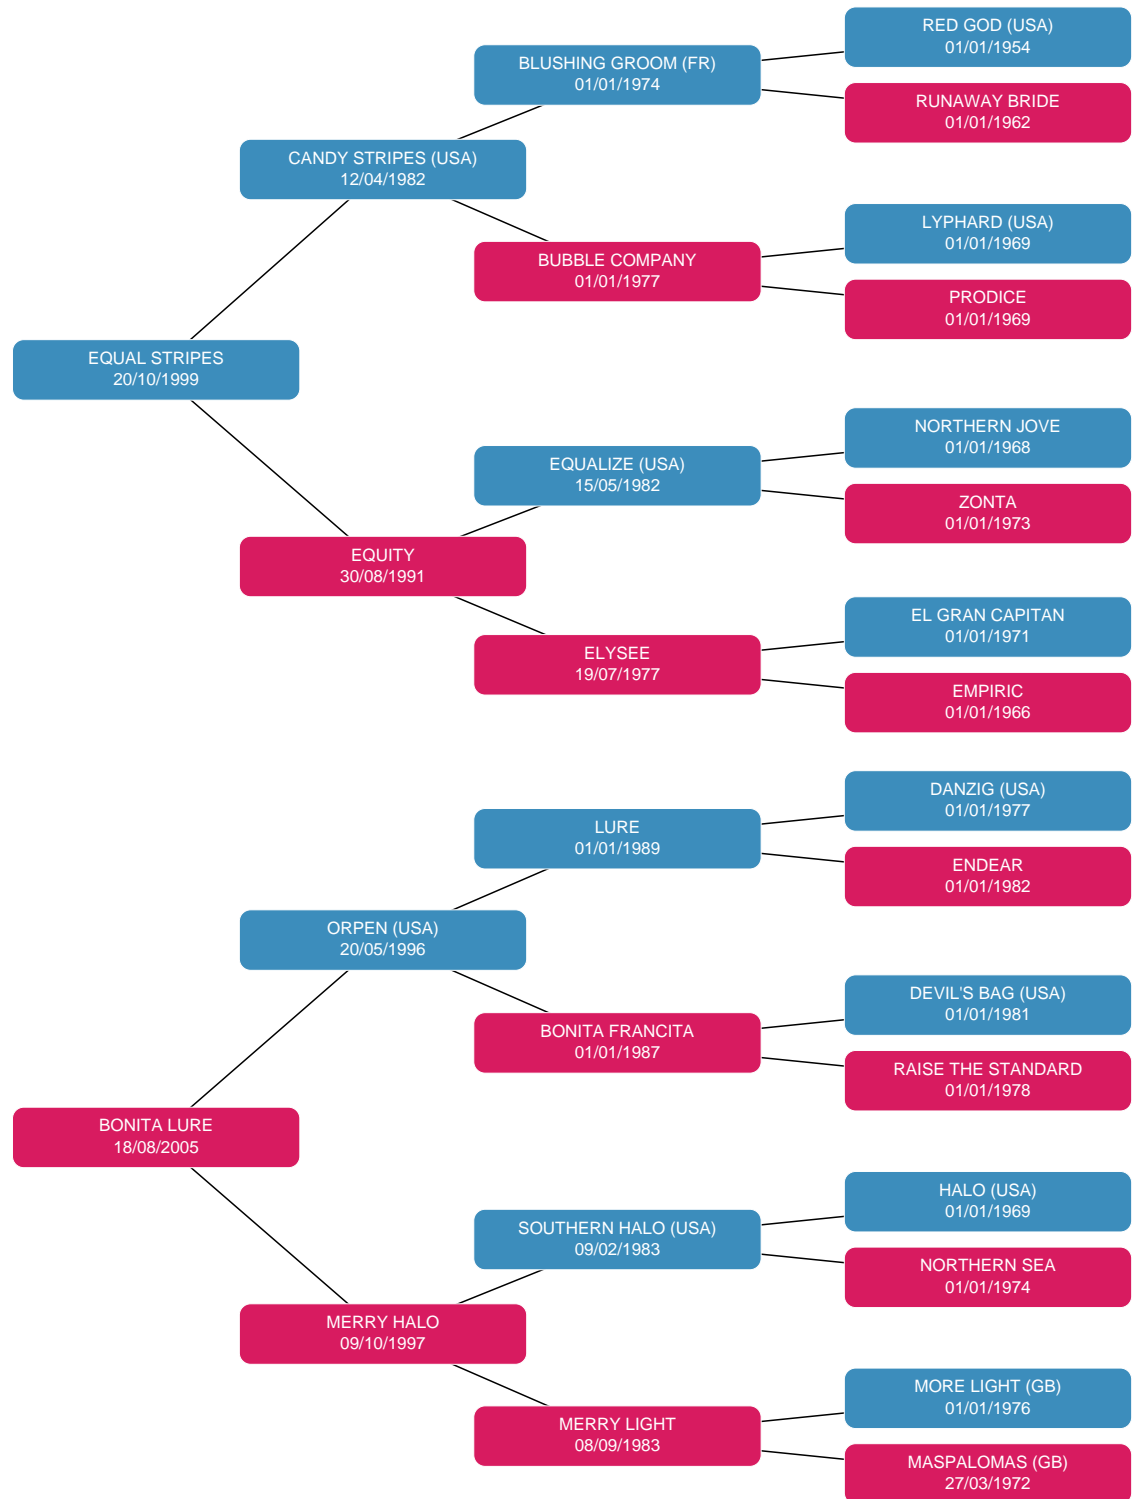 RED GOD (USA)
01/01/1954
BLUSHING GROOM (FR)
01/01/1974
RUNAWAY BRIDE
01/01/1962
CANDY STRIPES (USA)
12/04/1982
LYPHARD (USA)
01/01/1969
BUBBLE COMPANY
01/01/1977
PRODICE
01/01/1969
EQUAL STRIPES
20/10/1999
NORTHERN JOVE
01/01/1968
EQUALIZE (USA)
15/05/1982
ZONTA
01/01/1973
EQUITY
30/08/1991
EL GRAN CAPITAN
01/01/1971
ELYSEE
19/07/1977
EMPIRIC
01/01/1966
DANZIG (USA)
01/01/1977
LURE
01/01/1989
ENDEAR
01/01/1982
ORPEN (USA)
20/05/1996
DEVIL'S BAG (USA)
01/01/1981
BONITA FRANCITA
01/01/1987
RAISE THE STANDARD
01/01/1978
BONITA LURE
18/08/2005
HALO (USA)
01/01/1969
SOUTHERN HALO (USA)
09/02/1983
NORTHERN SEA
01/01/1974
MERRY HALO
09/10/1997
MORE LIGHT (GB)
01/01/1976
MERRY LIGHT
08/09/1983
MASPALOMAS (GB)
27/03/1972